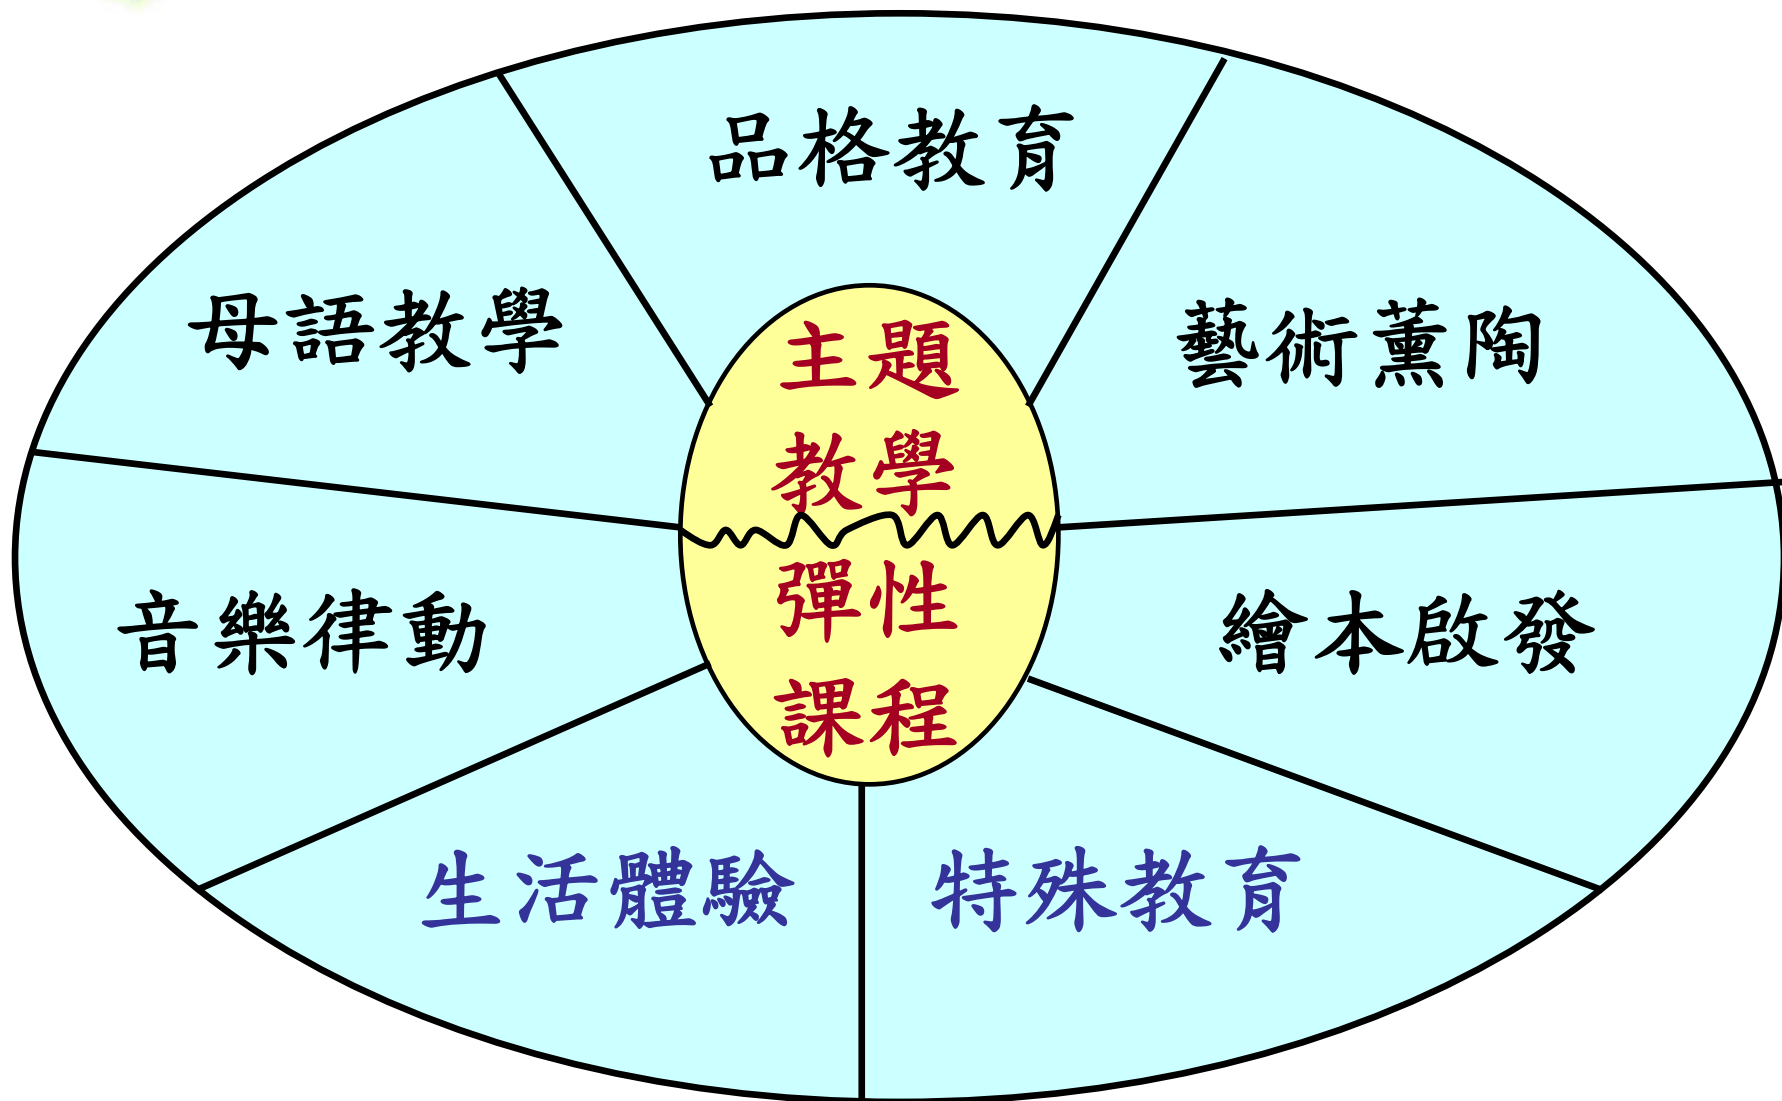 品格教育
母語教學
藝術薰陶
主題
教學
彈性
課程
音樂律動
繪本啟發
生活體驗
特殊教育